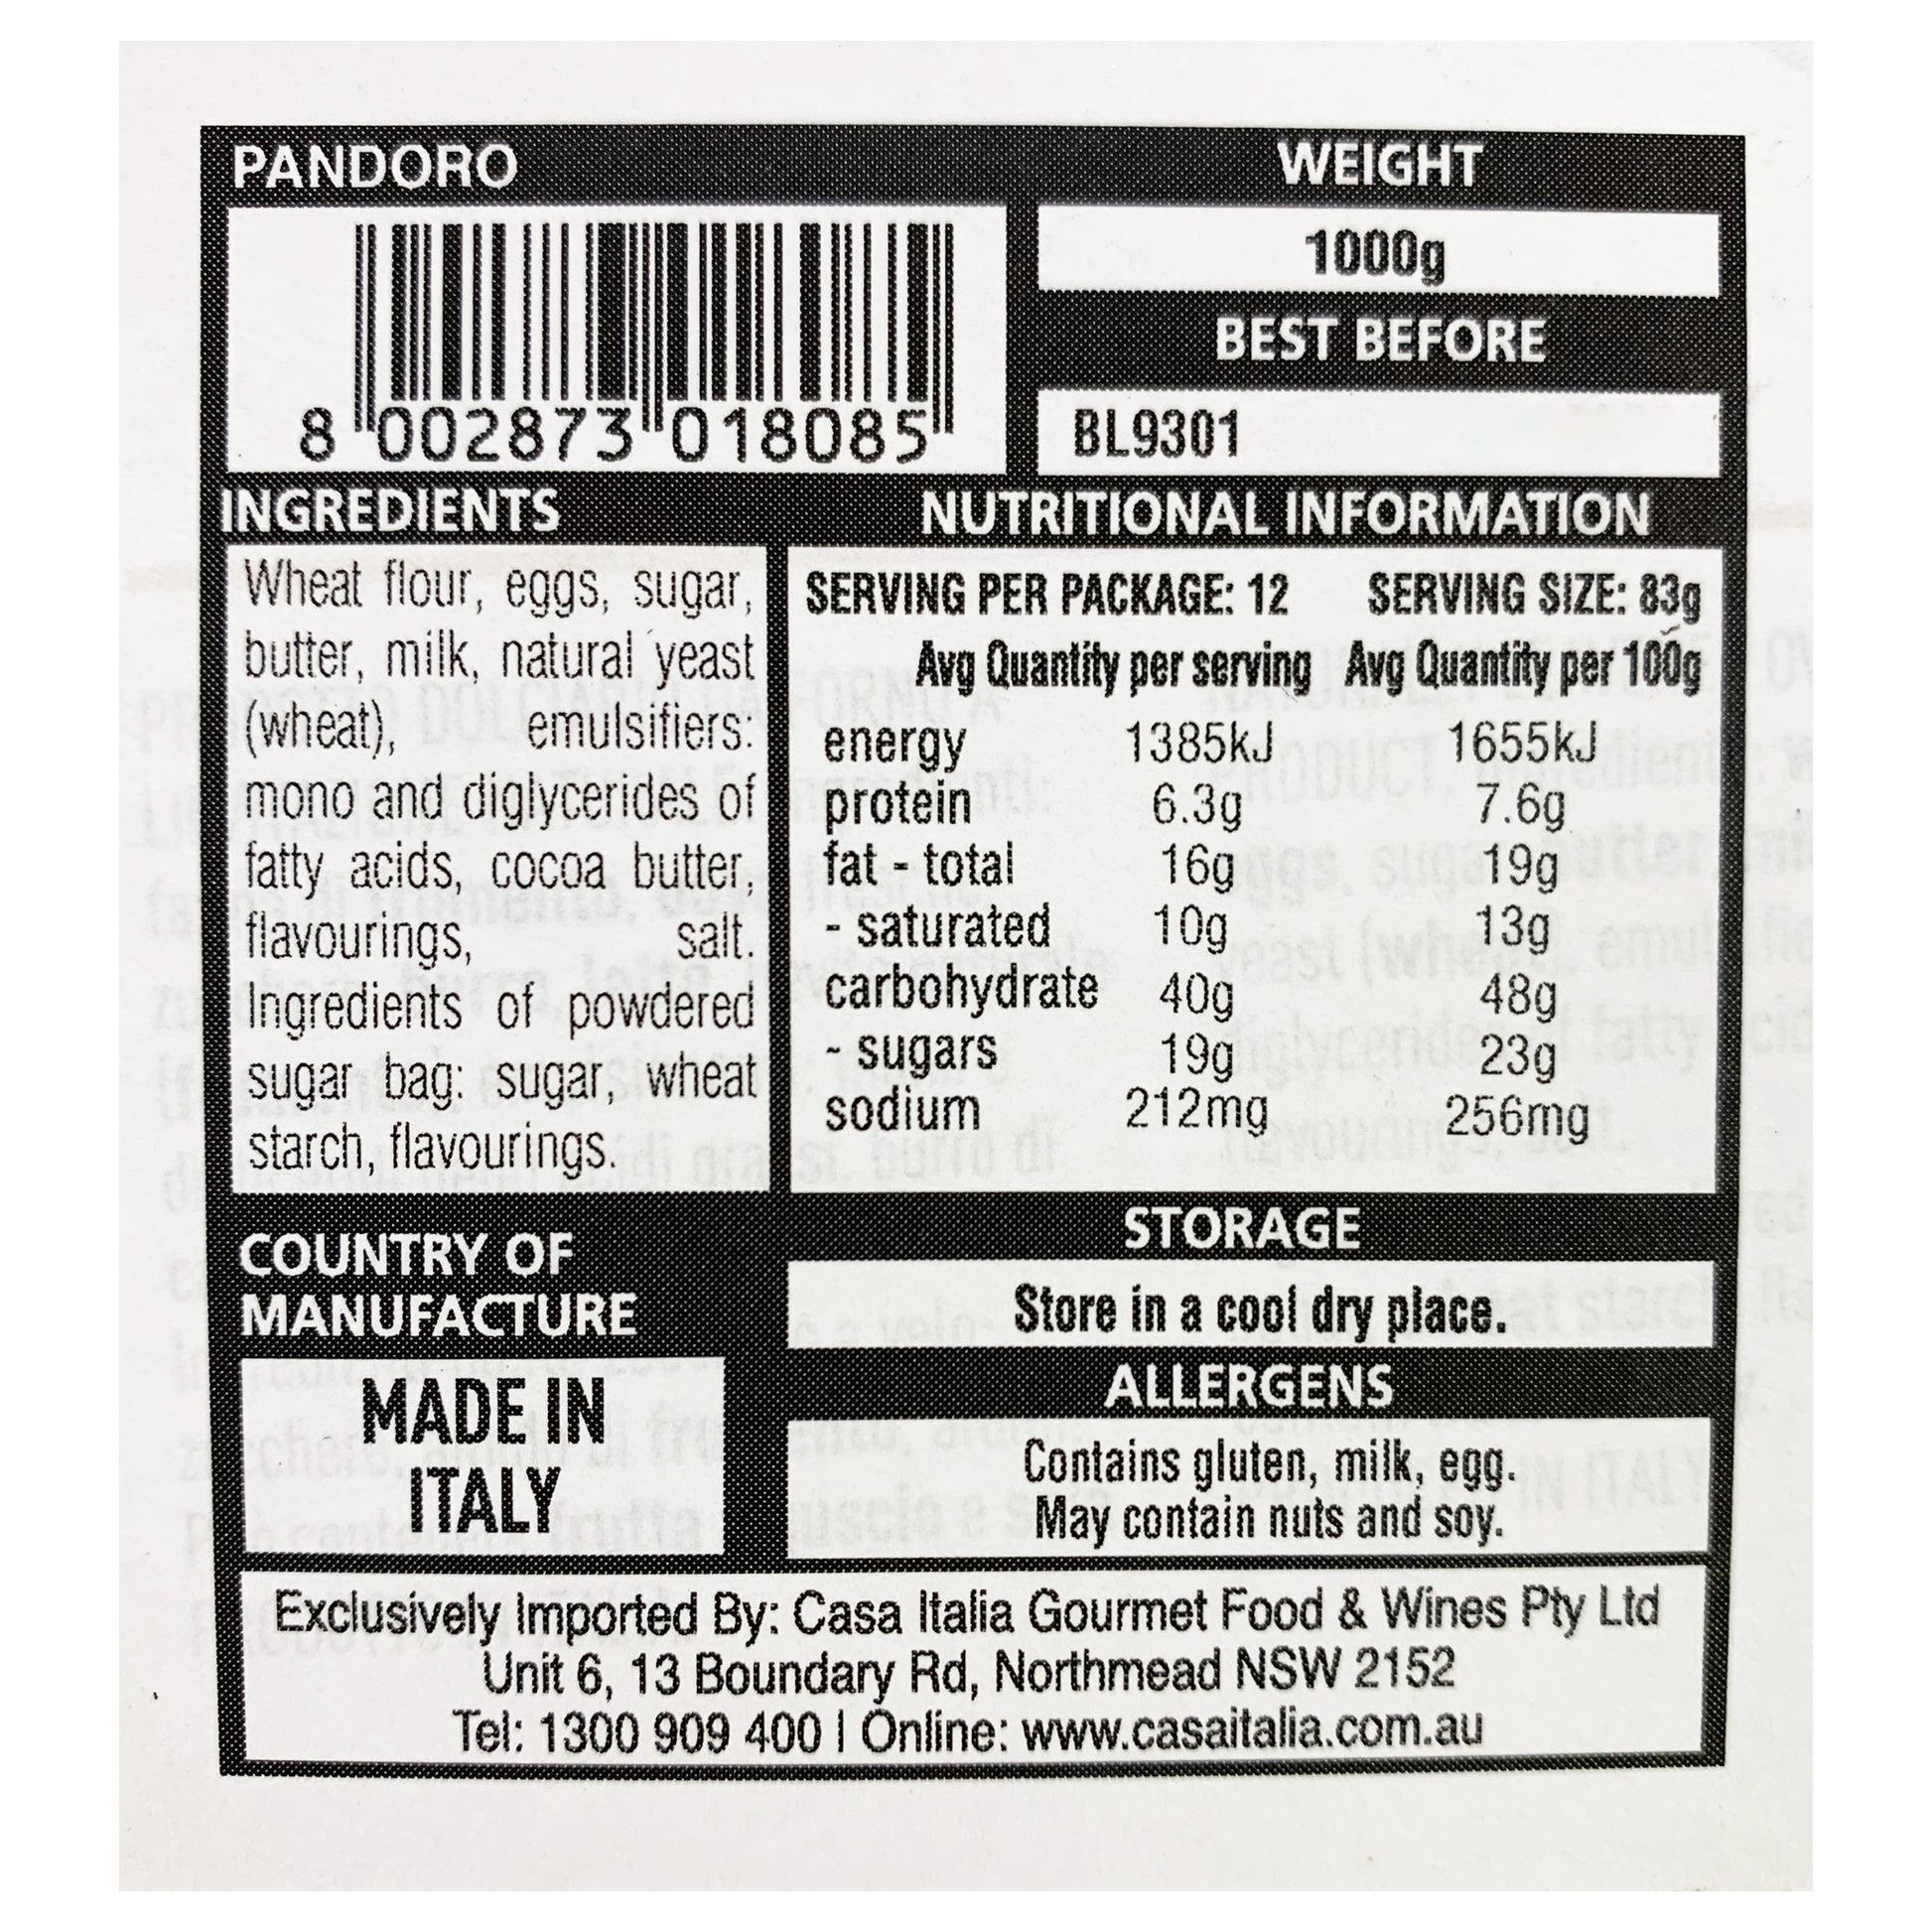 PANDORO
WEIGHT
1000g
8 002873 018085
BEST BEFORE
BL9301
INGREDIENTS
Wheat flour, eggs, sugar,
butter, milk, natural yeast
(wheat), emulsifiers:
mono and diglycerides of
fatty acids, cocoa butter,
flavourings, salt.
Ingredients of powdered
sugar bag: sugar, wheat
starch, flavourings.
NUTRITIONAL INFORMATION
SERVING PER PACKAGE: 12 SERVING SIZE: 83g
Avg Quantity per serving Avg Quantity per 100g
energy 1385kJ 1655kJ
protein 6.3g 7.6g
fat - total 16g 19g
- saturated 10g 13g
carbohydrate 40g 48g
- sugars 19g 23g
sodium 212mg 256mg
COUNTRY OF
MANUFACTURE
MADE IN
ITALY
STORAGE
Store in a cool dry place.
ALLERGENS
Contains gluten, milk, egg.
May contain nuts and soy.
Exclusively Imported By: Casa Italia Gourmet Food & Wines Pty Ltd
Unit 6, 13 Boundary Rd, Northmead NSW 2152
Tel: 1300 909 400 | Online: www.casaitalia.com.au